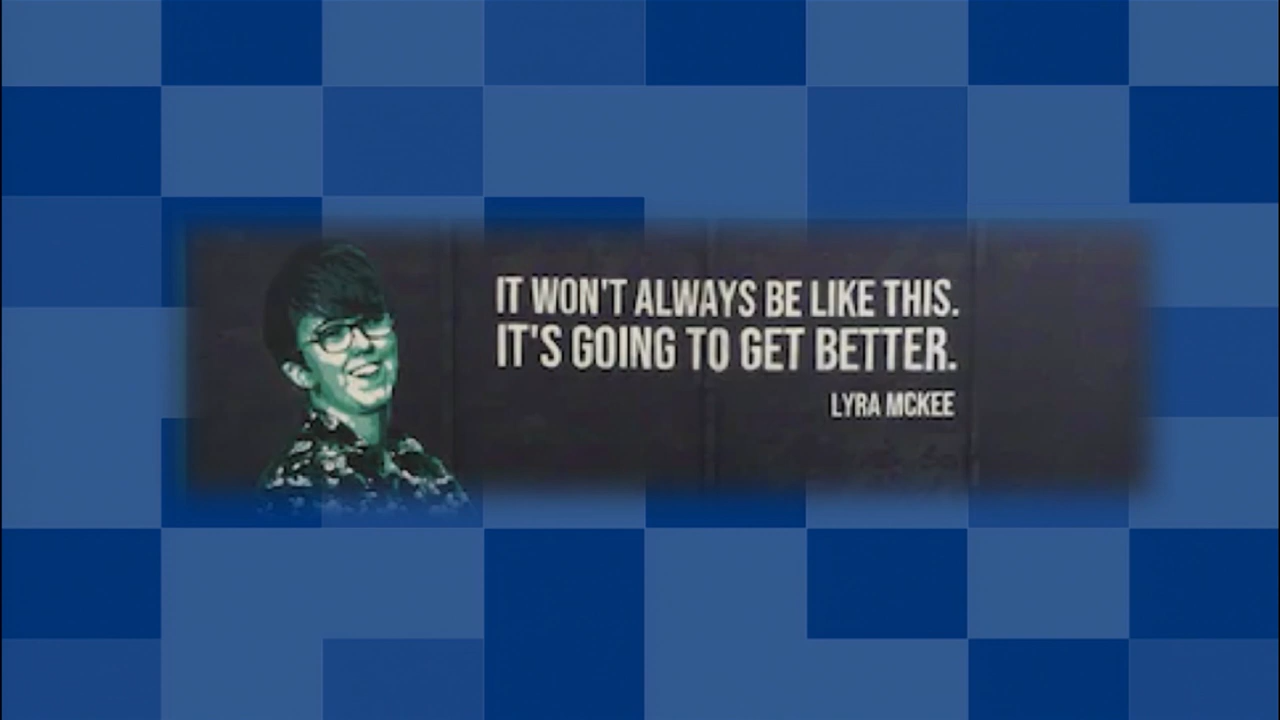 IT WON'T ALWAYS BE LIKE THIS.
IT'S GOING TO GET BETTER.
LYRA MCKEE